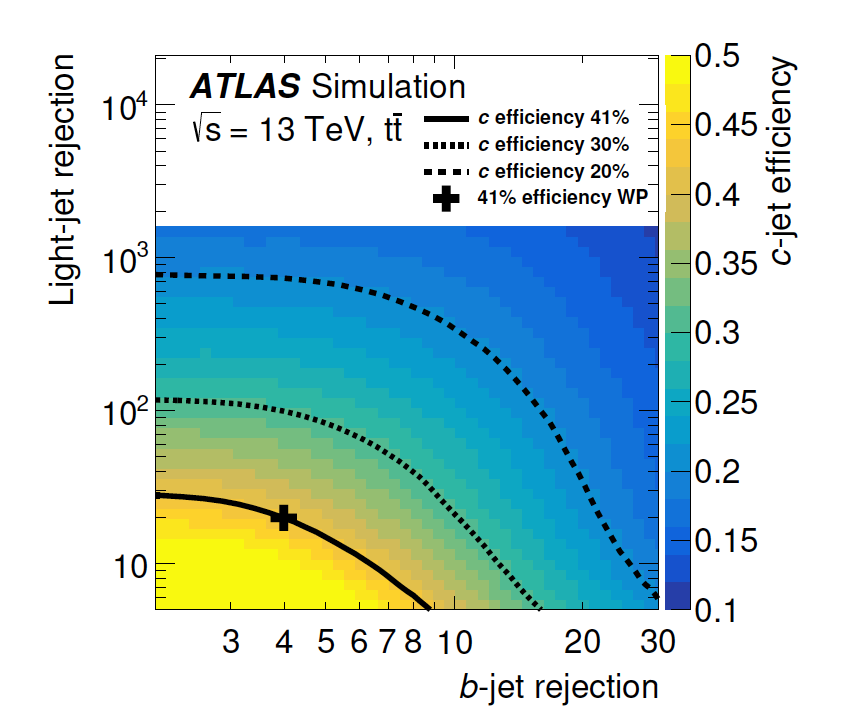 ATLAS Simulation
√s = 13 TeV, tt̄
c efficiency 41%
c efficiency 30%
c efficiency 20%
41% efficiency WP
Light-jet rejection
10⁴
10³
10²
10
3 4 5 6 7 8 10 20 30
b-jet rejection
0.5
0.45
0.4
0.35
0.3
0.25
0.2
0.15
0.1
c-jet efficiency